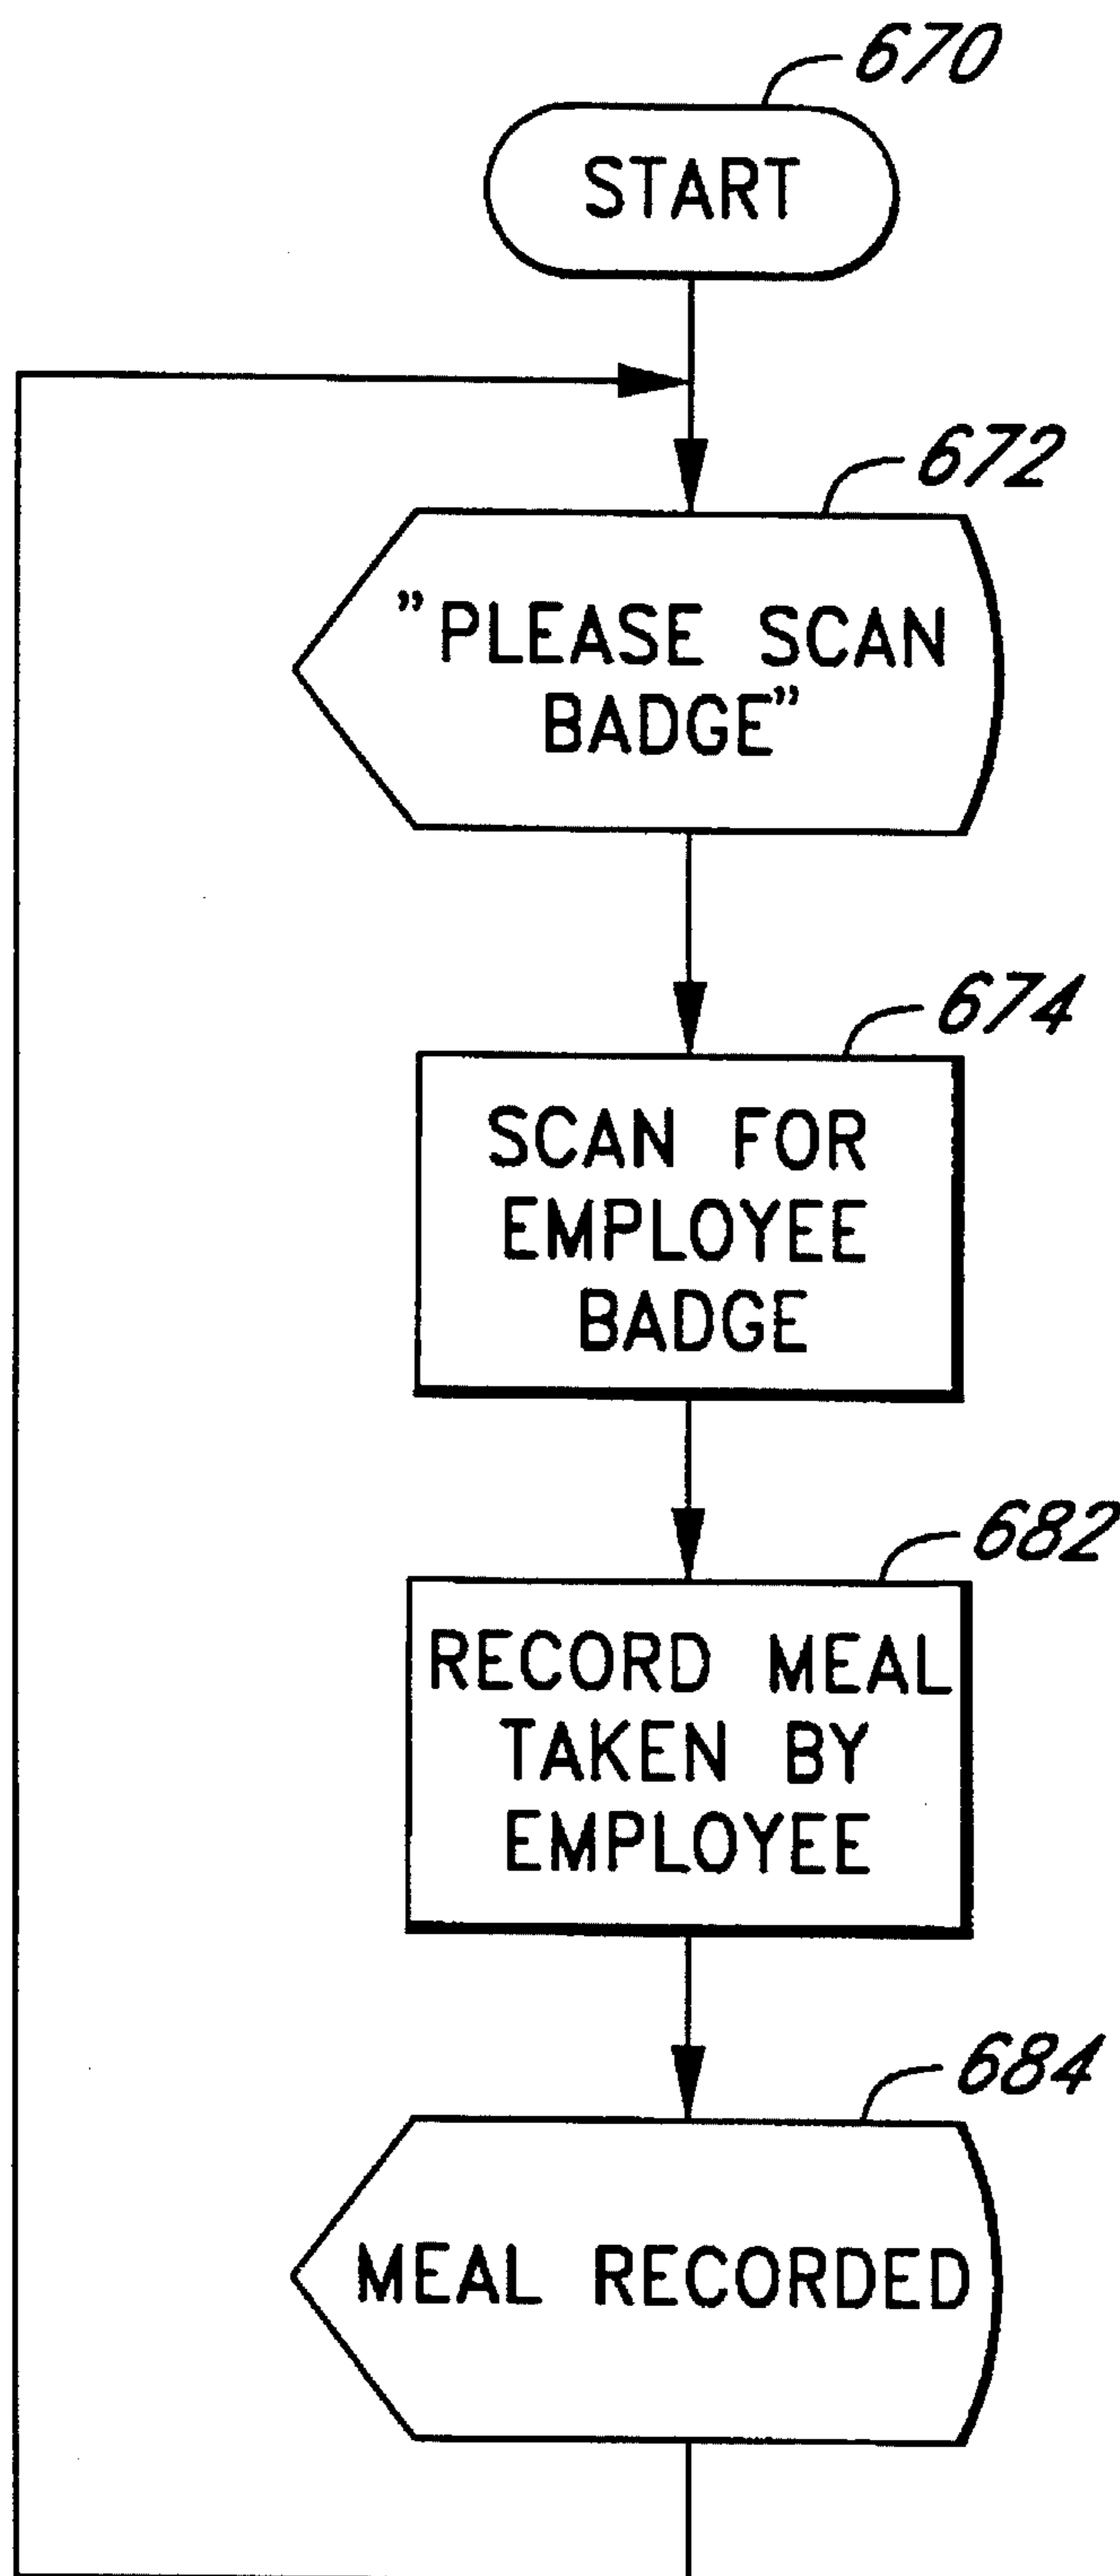 670
START
672
"PLEASE SCAN
BADGE"
674
SCAN FOR
EMPLOYEE
BADGE
682
RECORD MEAL
TAKEN BY
EMPLOYEE
684
MEAL RECORDED